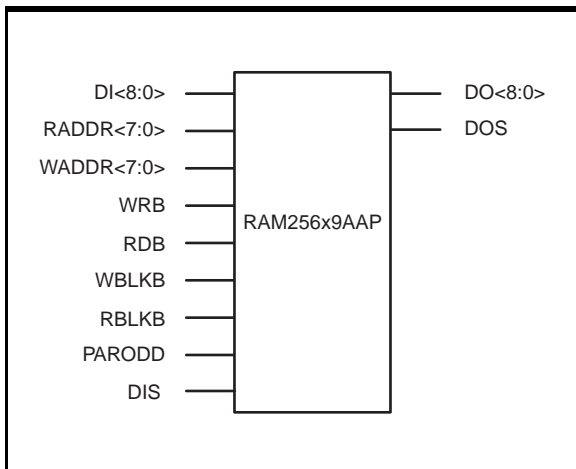 DI<8:0>
RADDR<7:0>
WADDR<7:0>
WRB
RDB
WBLKB
RBLKB
PARODD
DIS
RAM256x9AAP
DO<8:0>
DOS